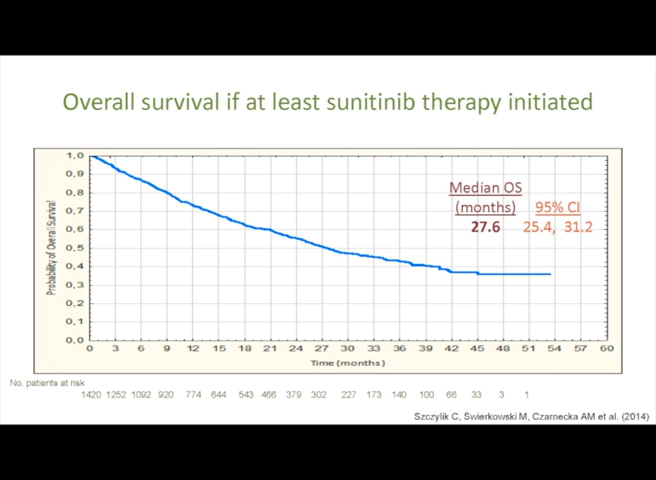 Overall survival if at least sunitinib therapy initiated
Probability of Overall Survival
1,0
0,9
0,8
0,7
0,6
0,5
0,4
0,3
0,2
0,1
0,0
Median OS
(months) 95% CI
27.6 25.4, 31.2
0 3 6 9 12 15 18 21 24 27 30 33 36 39 42 45 48 51 54 57 60
Time (months)
No. patients at risk
1420 1252 1092 920 774 644 543 466 379 302 227 173 140 100 66 33 3 1
Szczylik C, Świerkowski M, Czarnecka AM et al. (2014)